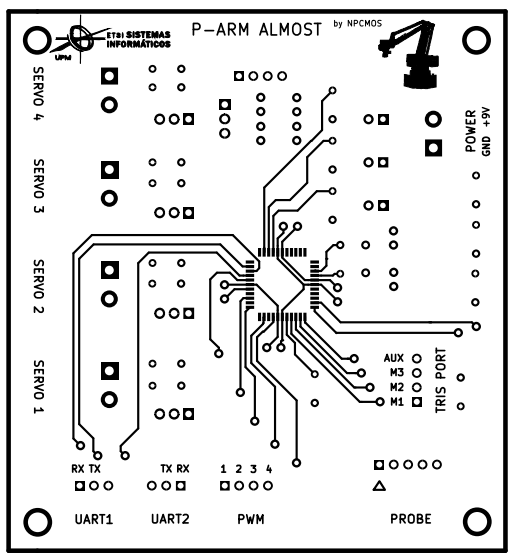 ETSI SISTEMAS
INFORMÁTICOS
UPM
P-ARM ALMOST
by NPCMOS
SERVO 4
SERVO 3
SERVO 2
SERVO 1
POWER
GND +9V
AUX
M3
M2
M1
TRIS PORT
RX TX
TX RX
1 2 3 4
UART1
UART2
PWM
PROBE